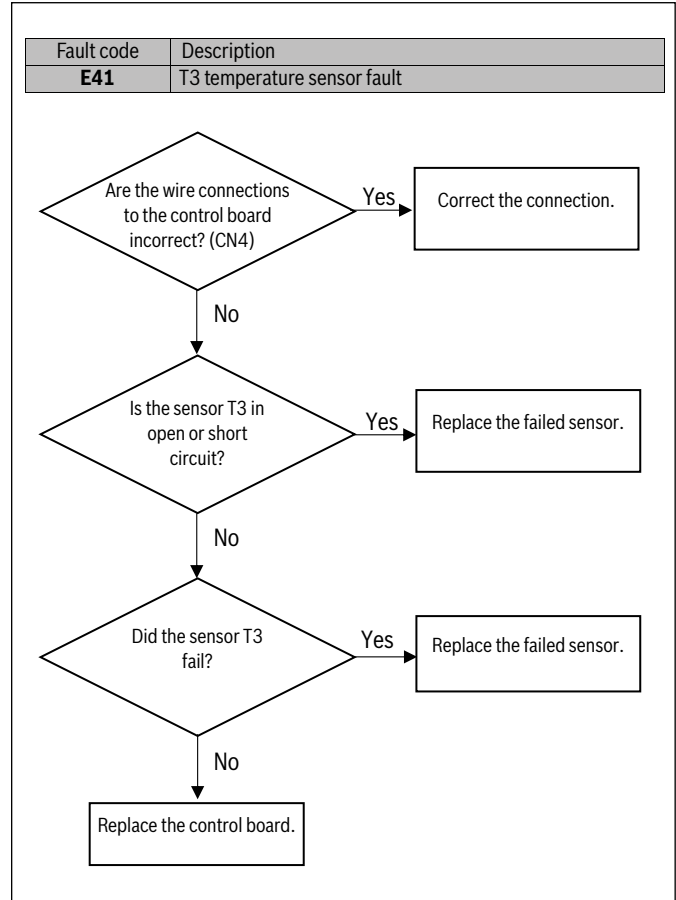 Fault code Description
E41 T3 temperature sensor fault
Are the wire connections
to the control board
incorrect? (CN4)
Yes
Correct the connection.
No
Is the sensor T3 in
open or short
circuit?
Yes
Replace the failed sensor.
No
Did the sensor T3
fail?
Yes
Replace the failed sensor.
No
Replace the control board.